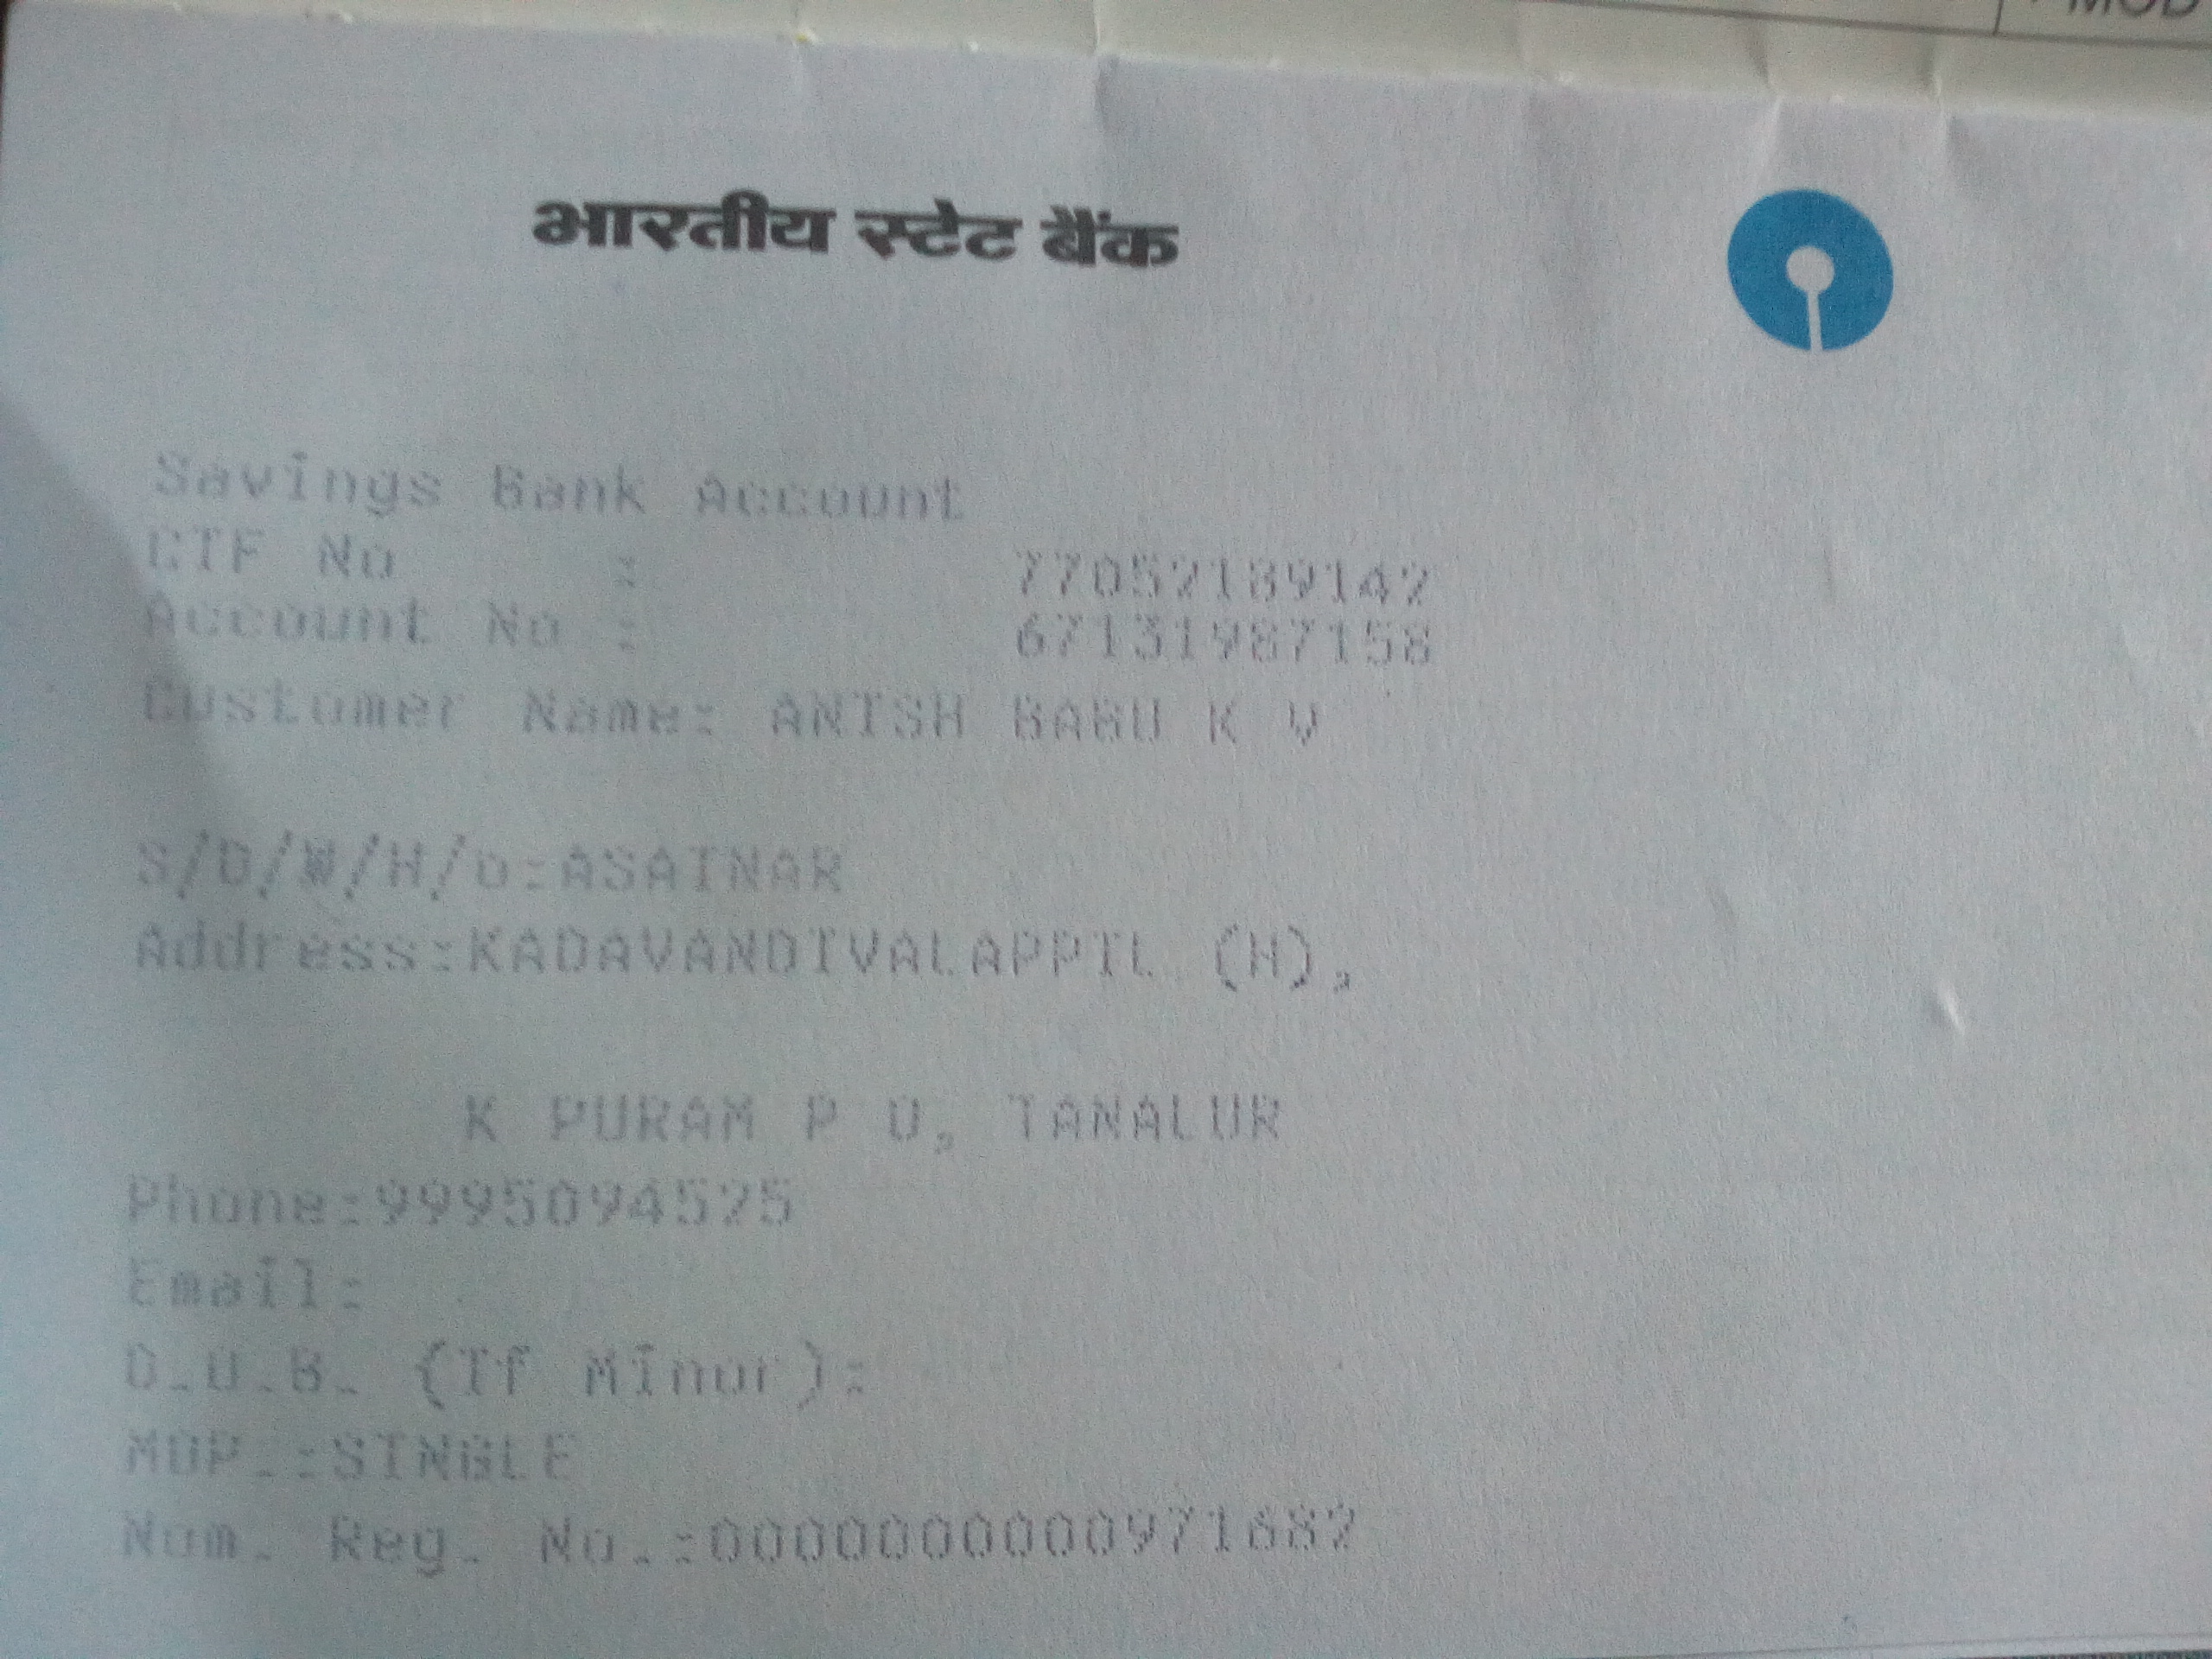 MOD
भारतीय स्टेट बैंक
Savings Bank Account
CIF No : 77052189142
Account No : 67131987158
Customer Name: ANISH BABU K V
S/D/W/H/o:ASAINAR
Address:KADAVANDIVALAPPIL (H),
K PURAM P O, TANALUR
Phone:9995094525
Email:
D.O.B. (If Minor):
MOP.:SINGLE
Nom. Reg. No.:0000000000971682